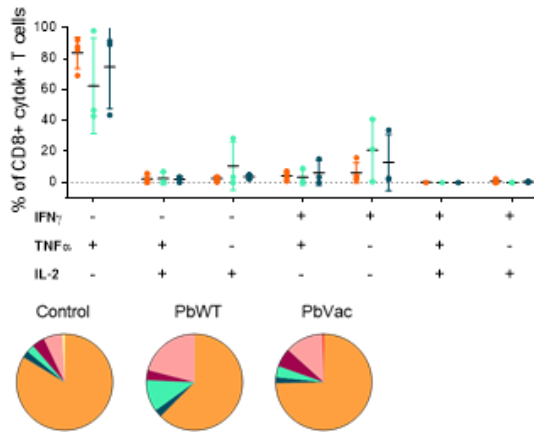 % of CD8+ cytok+ T cells
100
80
60
40
20
0
IFNγ - - - + + + +
TNFα + + - + - + -
IL-2 - + + - - + +
Control PbWT PbVac